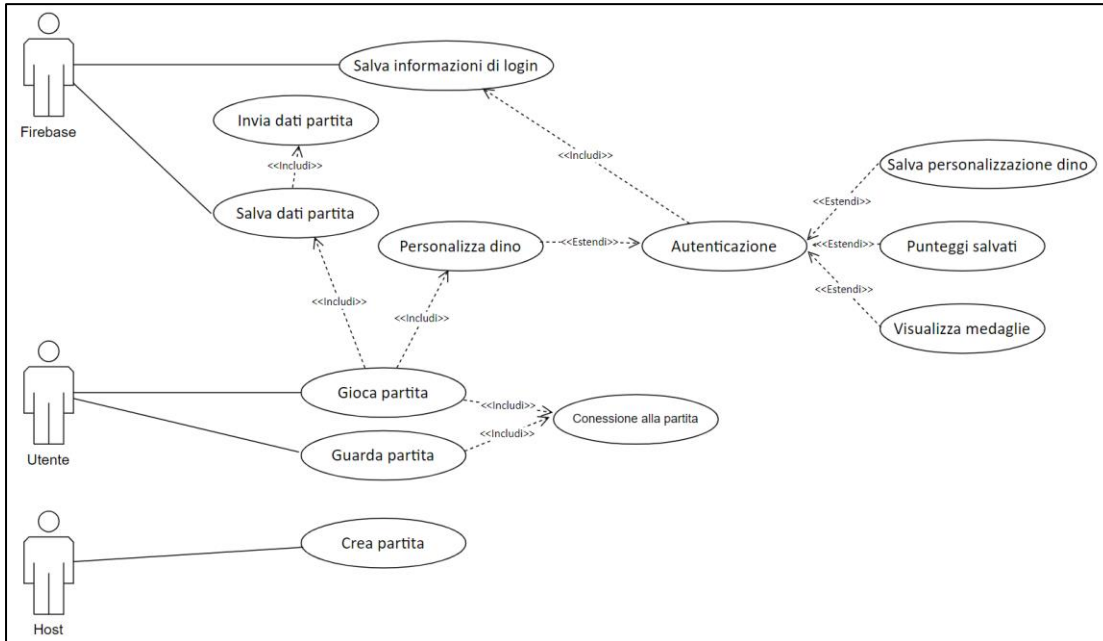 Salva informazioni di login
Firebase
Invia dati partita
<<Includi>>
<<Includi>>
Salva personalizzazione dino
Salva dati partita
<<Estendi>>
Personalizza dino
<<Estendi>>
Autenticazione
<<Estendi>>
Punteggi salvati
<<Estendi>>
<<Includi>>
<<Includi>>
Visualizza medaglie
Utente
Gioca partita
<<Includi>>
Conessione alla partita
<<Includi>>
Guarda partita
Crea partita
Host